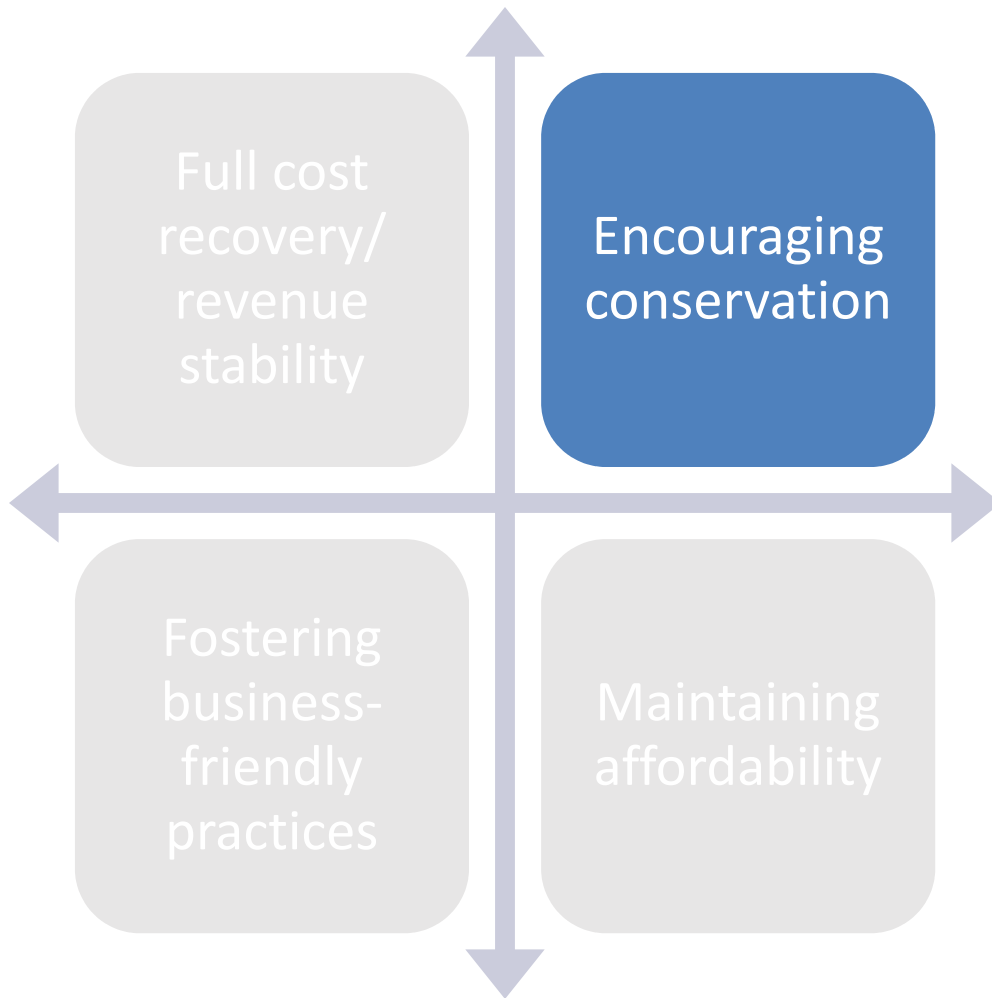 Full cost
recovery/
revenue
stability
Encouraging
conservation
Fostering
business-
friendly
practices
Maintaining
affordability